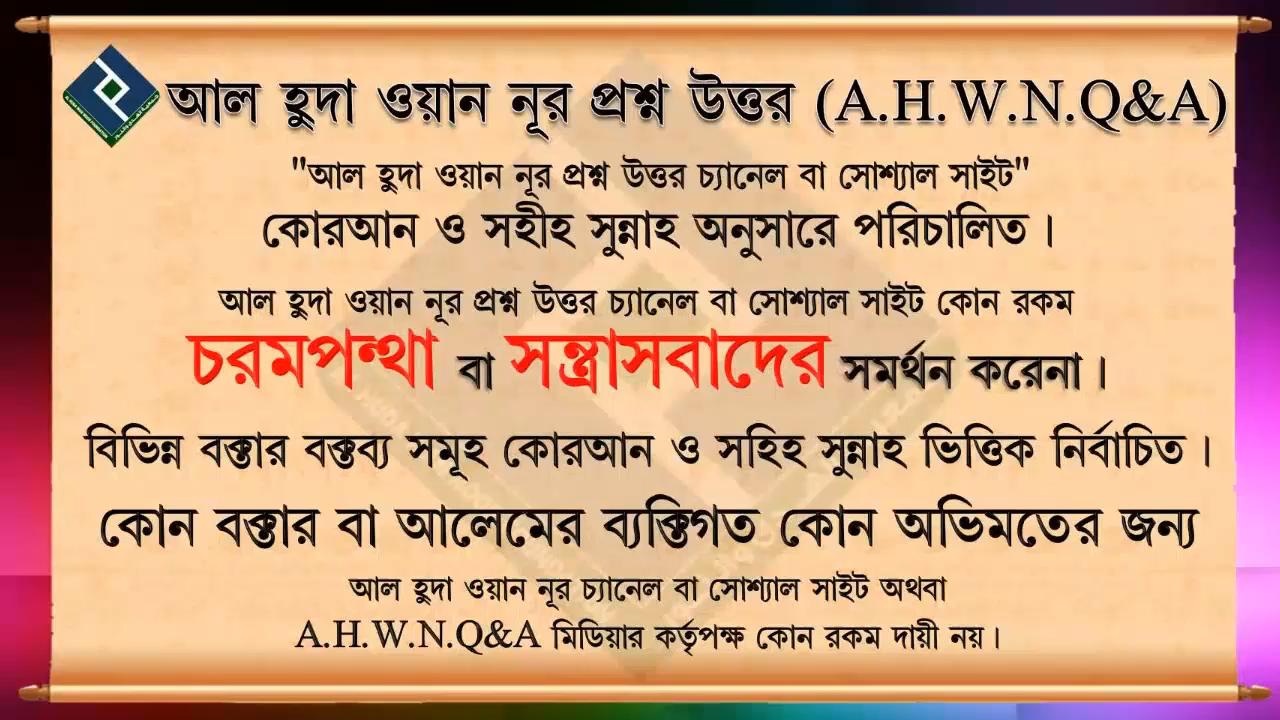 আল হুদা ওয়ান নূর প্রশ্ন উত্তর (A.H.W.N.Q&A)
"আল হুদা ওয়ান নূর প্রশ্ন উত্তর চ্যানেল বা সোশ্যাল সাইট"
কোরআন ও সহীহ সুন্নাহ অনুসারে পরিচালিত।
আল হুদা ওয়ান নূর প্রশ্ন উত্তর চ্যানেল বা সোশ্যাল সাইট কোন রকম
চরমপন্থা বা সন্ত্রাসবাদের সমর্থন করেনা।
বিভিন্ন বক্তার বক্তব্য সমূহ কোরআন ও সহিহ সুন্নাহ ভিত্তিক নির্বাচিত।
কোন বক্তার বা আলেমের ব্যক্তিগত কোন অভিমতের জন্য
আল হুদা ওয়ান নূর চ্যানেল বা সোশ্যাল সাইট অথবা
A.H.W.N.Q&A মিডিয়ার কর্তৃপক্ষ কোন রকম দায়ী নয়।